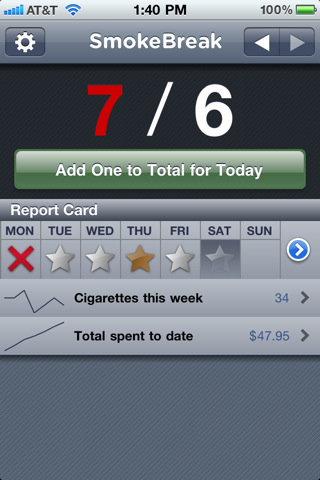 AT&T 1:40 PM 100%
SmokeBreak
7 / 6
Add One to Total for Today
Report Card
MON TUE WED THU FRI SAT SUN
Cigarettes this week 34
Total spent to date $47.95